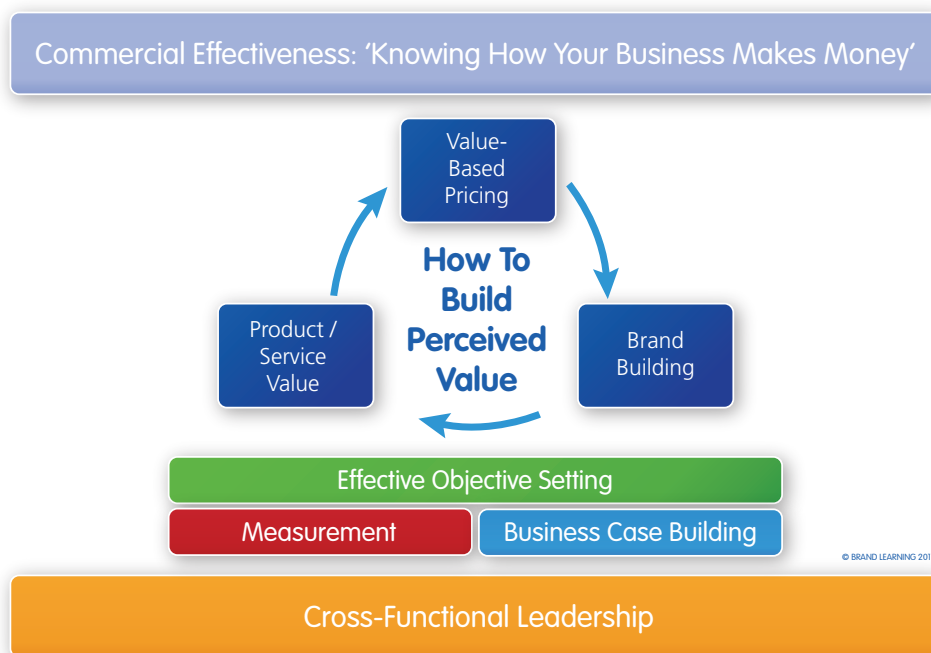 Commercial Effectiveness: ‘Knowing How Your Business Makes Money’
Value-
Based
Pricing
How To
Build
Perceived
Value
Product /
Service
Value
Brand
Building
Effective Objective Setting
Measurement
Business Case Building
© BRAND LEARNING 201
Cross-Functional Leadership